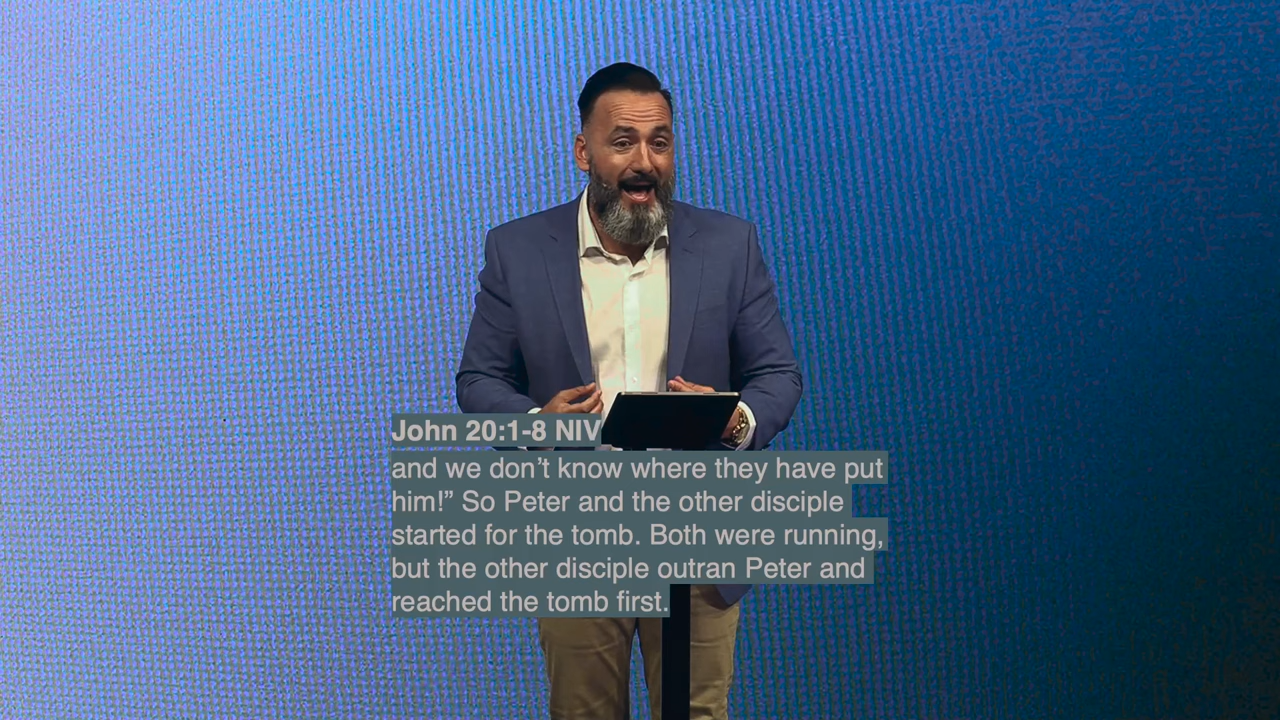 John 20:1-8 NIV
and we don’t know where they have put
him!” So Peter and the other disciple
started for the tomb. Both were running,
but the other disciple outran Peter and
reached the tomb first.